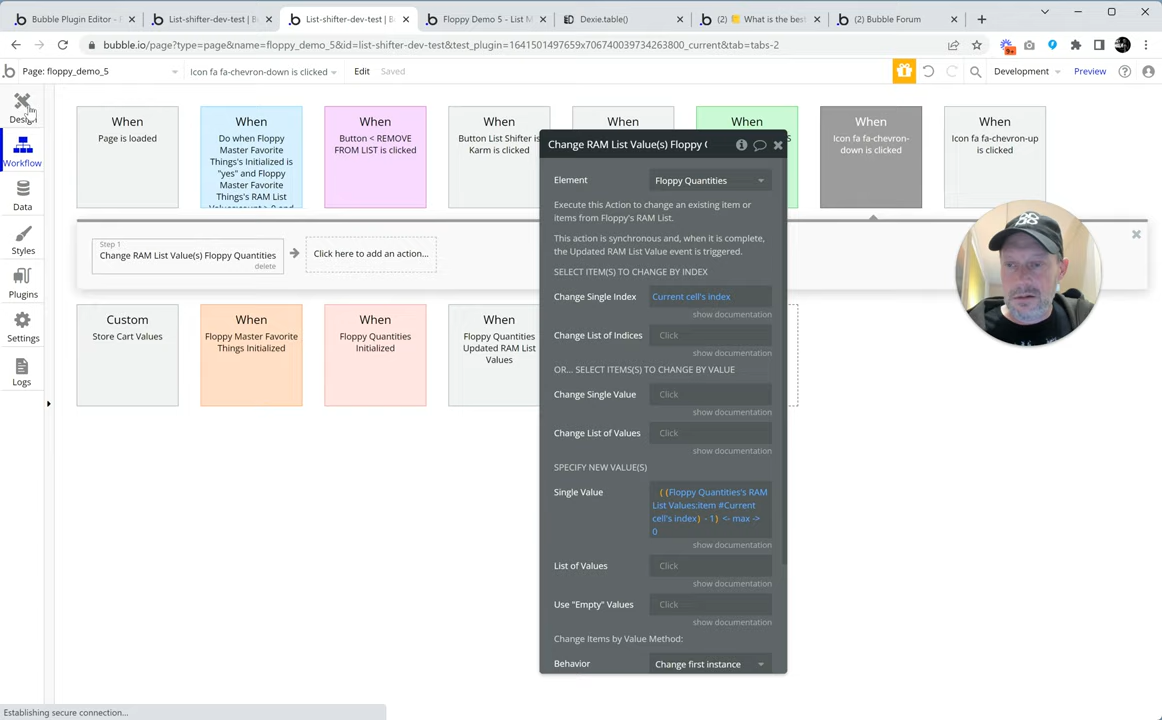 Bubble Plugin Editor - F
List-shifter-dev-test | Bu
List-shifter-dev-test | Bu
Floppy Demo 5 - List M
Dexie.table()
(2) 👏 What is the best
(2) Bubble Forum
bubble.io/page?type=page&name=floppy_demo_5&id=list-shifter-dev-test&test_plugin=1641501497659x706740039734263800_current&tab=tabs-2
9+
Page: floppy_demo_5
Icon fa fa-chevron-down is clicked
Edit
Saved
Development
Preview
Workflow
Data
Styles
Plugins
Settings
Logs
When
Page is loaded
When
Do when Floppy
Master Favorite
Things's Initialized is
"yes" and Floppy
Master Favorite
Things's RAM List
When
Button < REMOVE
FROM LIST is clicked
When
Button List Shifter is
Karm is clicked
When
When
When
Icon fa fa-chevron-
down is clicked
When
Icon fa fa-chevron-up
is clicked
Step 1
Change RAM List Value(s) Floppy Quantities
delete
Click here to add an action...
Custom
Store Cart Values
When
Floppy Master Favorite
Things Initialized
When
Floppy Quantities
Initialized
When
Floppy Quantities
Updated RAM List
Values
Change RAM List Value(s) Floppy
Element
Floppy Quantities
Execute this Action to change an existing item or
items from Floppy's RAM List.
This action is synchronous and, when it is complete,
the Updated RAM List Value event is triggered.
SELECT ITEM(S) TO CHANGE BY INDEX
Change Single Index
Current cell's index
show documentation
Change List of Indices
Click
show documentation
OR... SELECT ITEMS(S) TO CHANGE BY VALUE
Change Single Value
Click
show documentation
Change List of Values
Click
show documentation
SPECIFY NEW VALUE(S)
Single Value
( (Floppy Quantities's RAM
List Values:item #Current
cell's index) - 1) <- max ->
0
show documentation
List of Values
Click
show documentation
Use "Empty" Values
Click
show documentation
Change Items by Value Method:
Behavior
Change first instance
Establishing secure connection...